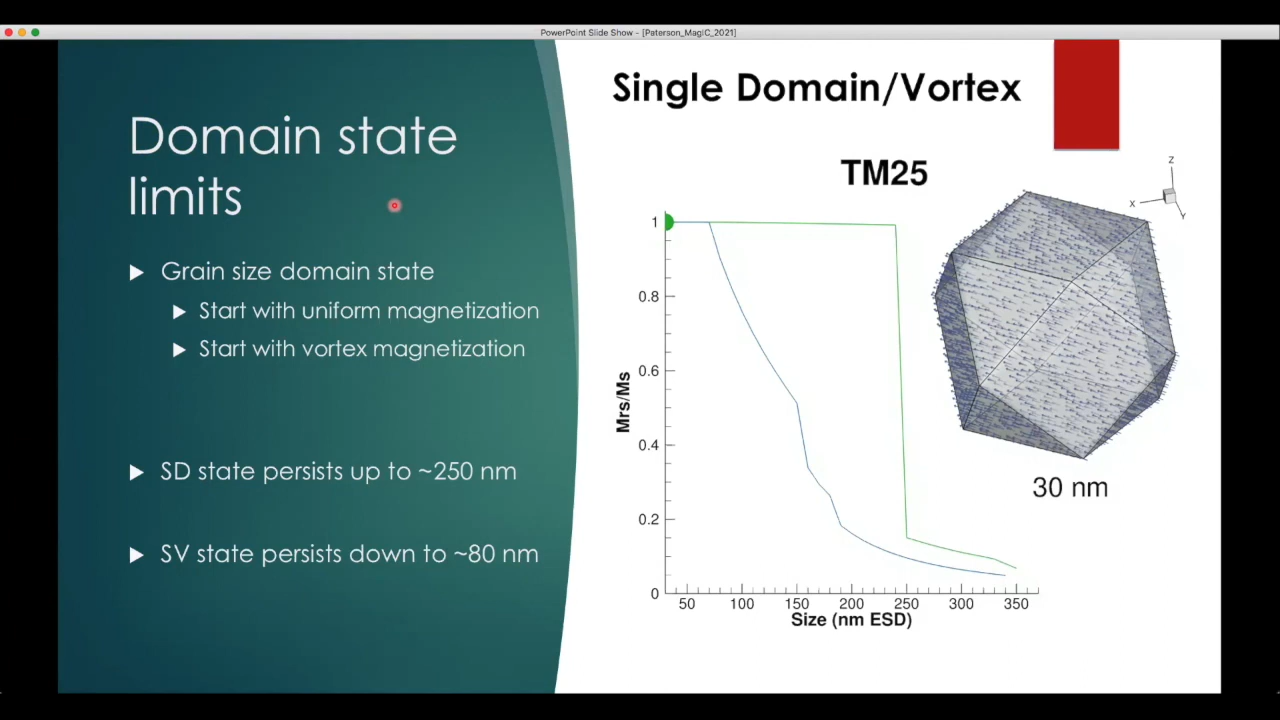 PowerPoint Slide Show - [Paterson_MagIC_2021]
Domain state
limits
Grain size domain state
Start with uniform magnetization
Start with vortex magnetization
SD state persists up to ~250 nm
SV state persists down to ~80 nm
Single Domain/Vortex
TM25
1
0.8
0.6
0.4
0.2
0
Mrs/Ms
50 100 150 200 250 300 350
Size (nm ESD)
Z
X
Y
30 nm